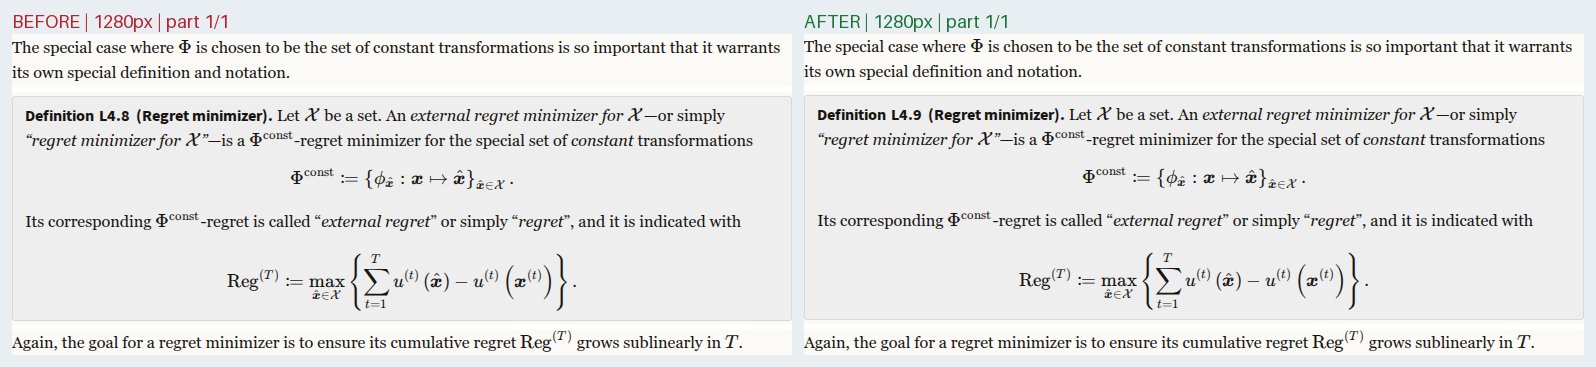 BEFORE | 1280px | part 1/1
The special case where Φ is chosen to be the set of constant transformations is so important that it warrants
its own special definition and notation.
Definition L4.8 (Regret minimizer). Let 𝒳 be a set. An external regret minimizer for 𝒳—or simply
“regret minimizer for 𝒳”—is a Φ^const-regret minimizer for the special set of constant transformations
Φ^const := {ϕ_x̂ : x ↦ x̂}_x̂∈𝒳 .
Its corresponding Φ^const-regret is called “external regret” or simply “regret”, and it is indicated with
Reg^(T) := max_x̂∈𝒳 { ∑_t=1^T u^(t) (x̂) − u^(t) (x^(t)) } .
Again, the goal for a regret minimizer is to ensure its cumulative regret Reg^(T) grows sublinearly in T.
AFTER | 1280px | part 1/1
The special case where Φ is chosen to be the set of constant transformations is so important that it warrants
its own special definition and notation.
Definition L4.9 (Regret minimizer). Let 𝒳 be a set. An external regret minimizer for 𝒳—or simply
“regret minimizer for 𝒳”—is a Φ^const-regret minimizer for the special set of constant transformations
Φ^const := {ϕ_x̂ : x ↦ x̂}_x̂∈𝒳 .
Its corresponding Φ^const-regret is called “external regret” or simply “regret”, and it is indicated with
Reg^(T) := max_x̂∈𝒳 { ∑_t=1^T u^(t) (x̂) − u^(t) (x^(t)) } .
Again, the goal for a regret minimizer is to ensure its cumulative regret Reg^(T) grows sublinearly in T.